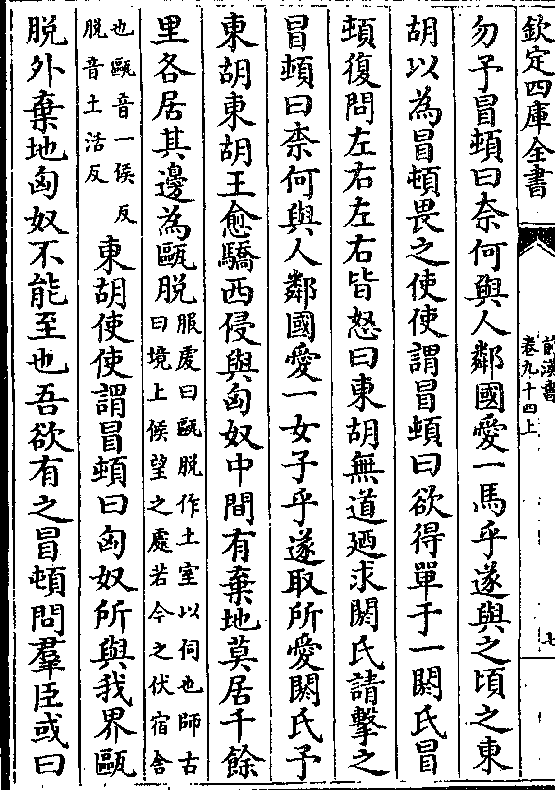 欽定四庫全書
前漢書
卷九十四上
七
勿予冒頓曰柰何與人鄰國愛一馬乎遂與之頃之東
胡以為冒頓畏之使使謂冒頓曰欲得單于一閼氏冒
頓復問左右左右皆怒曰東胡無道廼求閼氏請擊之
冒頓曰柰何與人鄰國愛一女子乎遂取所愛閼氏予
東胡東胡王愈驕西侵與匈奴中間有棄地莫居千餘
里各居其邊為甌脫
服處曰甌脫作土室以伺也師古
曰境上候望之處若今之伏宿舍
也甌音一侯反
脫音土活反
東胡使使謂冒頓曰匈奴所與我界甌
脫外棄地匈奴不能至也吾欲有之冒頓問羣臣或曰